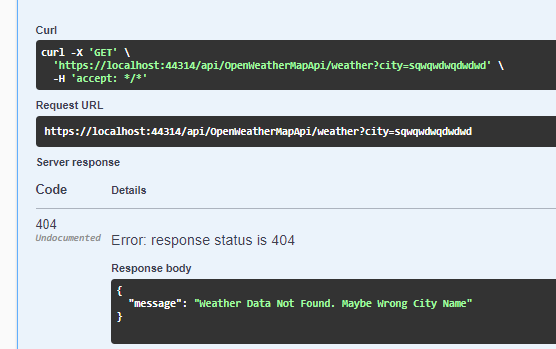 Curl
curl -X 'GET' \
'https://localhost:44314/api/OpenWeatherMapApi/weather?city=sqwqwdwqdwdwd' \
-H 'accept: */*'
Request URL
https://localhost:44314/api/OpenWeatherMapApi/weather?city=sqwqwdwqdwdwd
Server response
Code Details
404
Undocumented
Error: response status is 404
Response body
{
"message": "Weather Data Not Found. Maybe Wrong City Name"
}